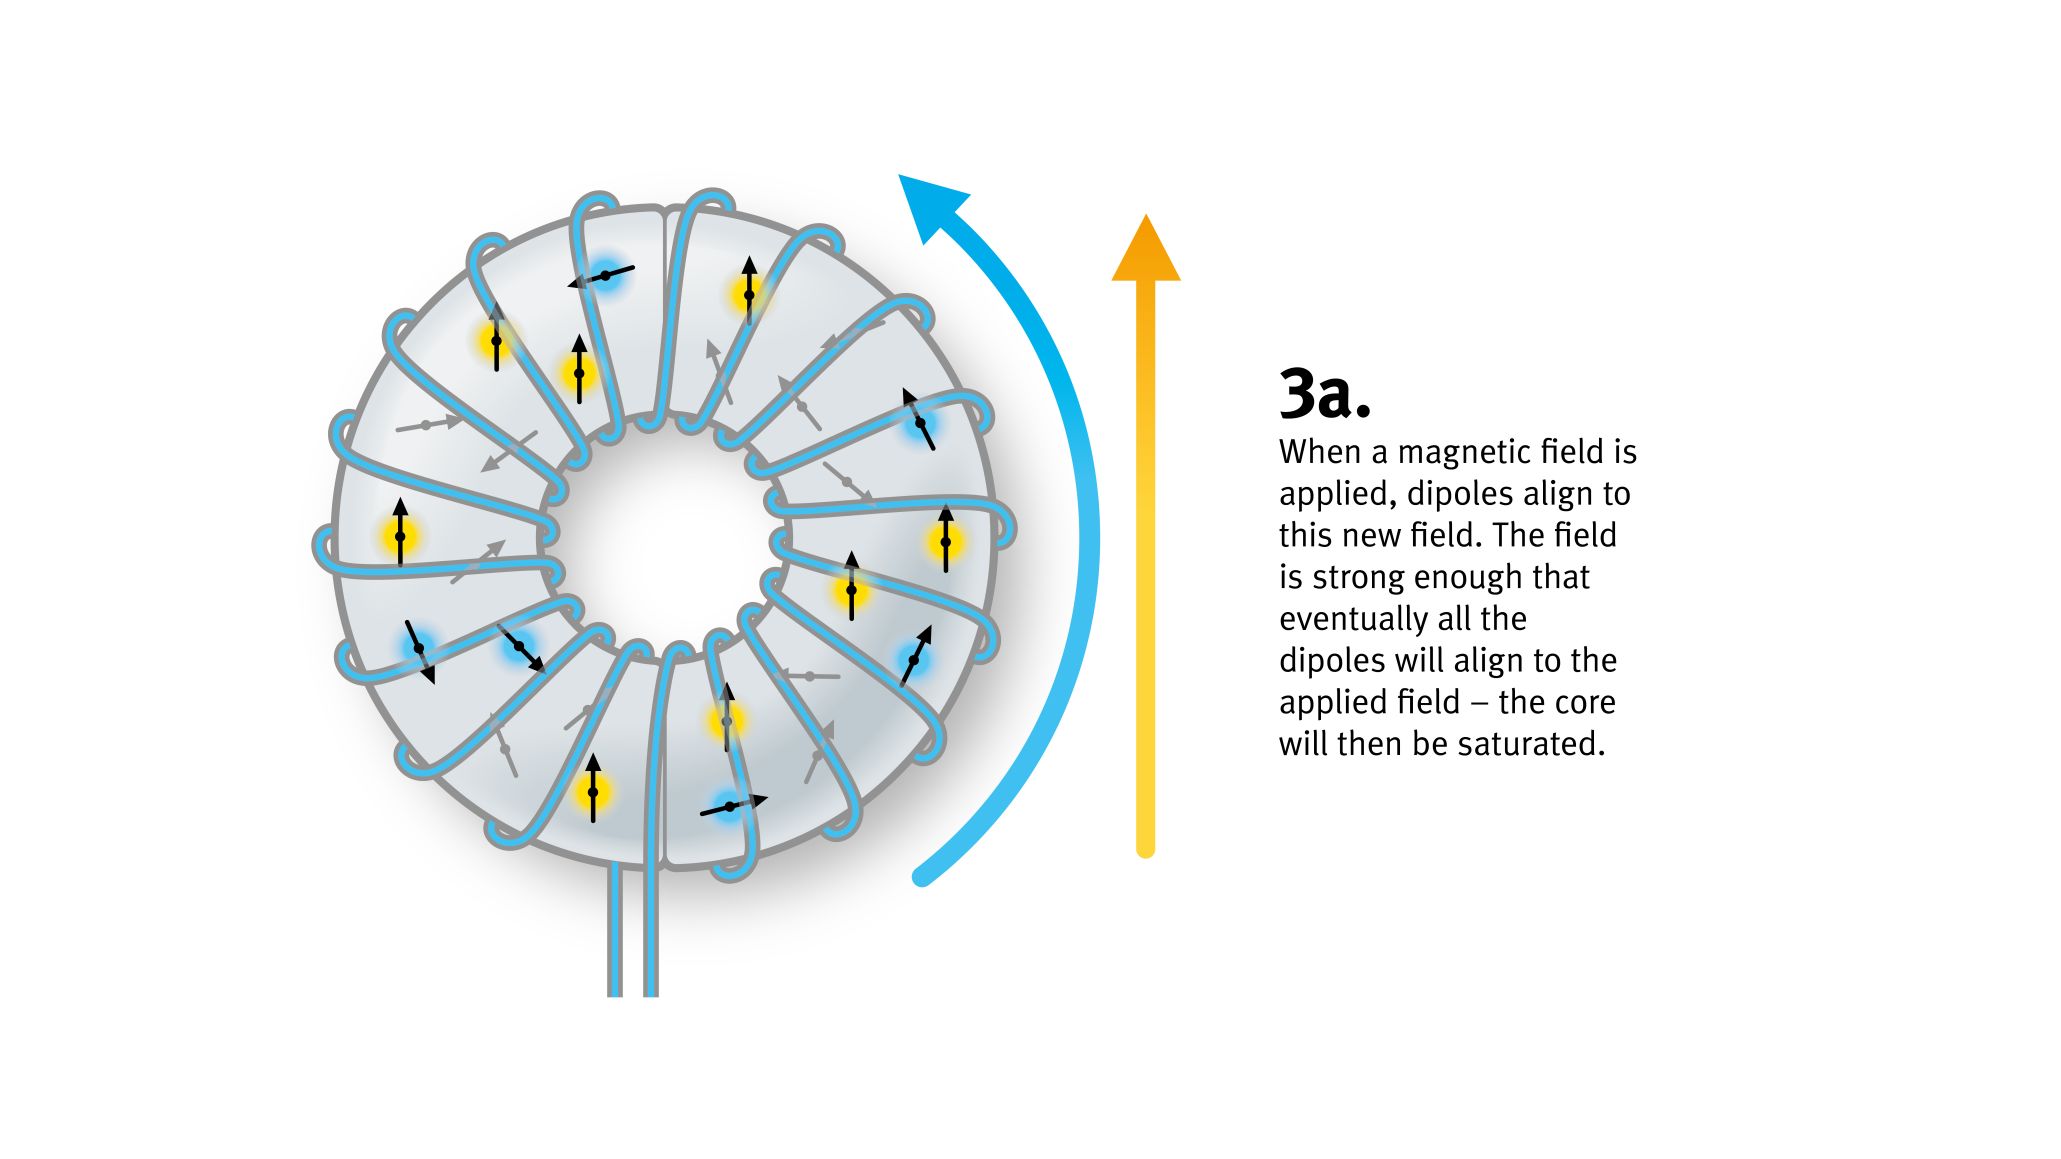 3a.
When a magnetic field is
applied, dipoles align to
this new field. The field
is strong enough that
eventually all the
dipoles will align to the
applied field – the core
will then be saturated.